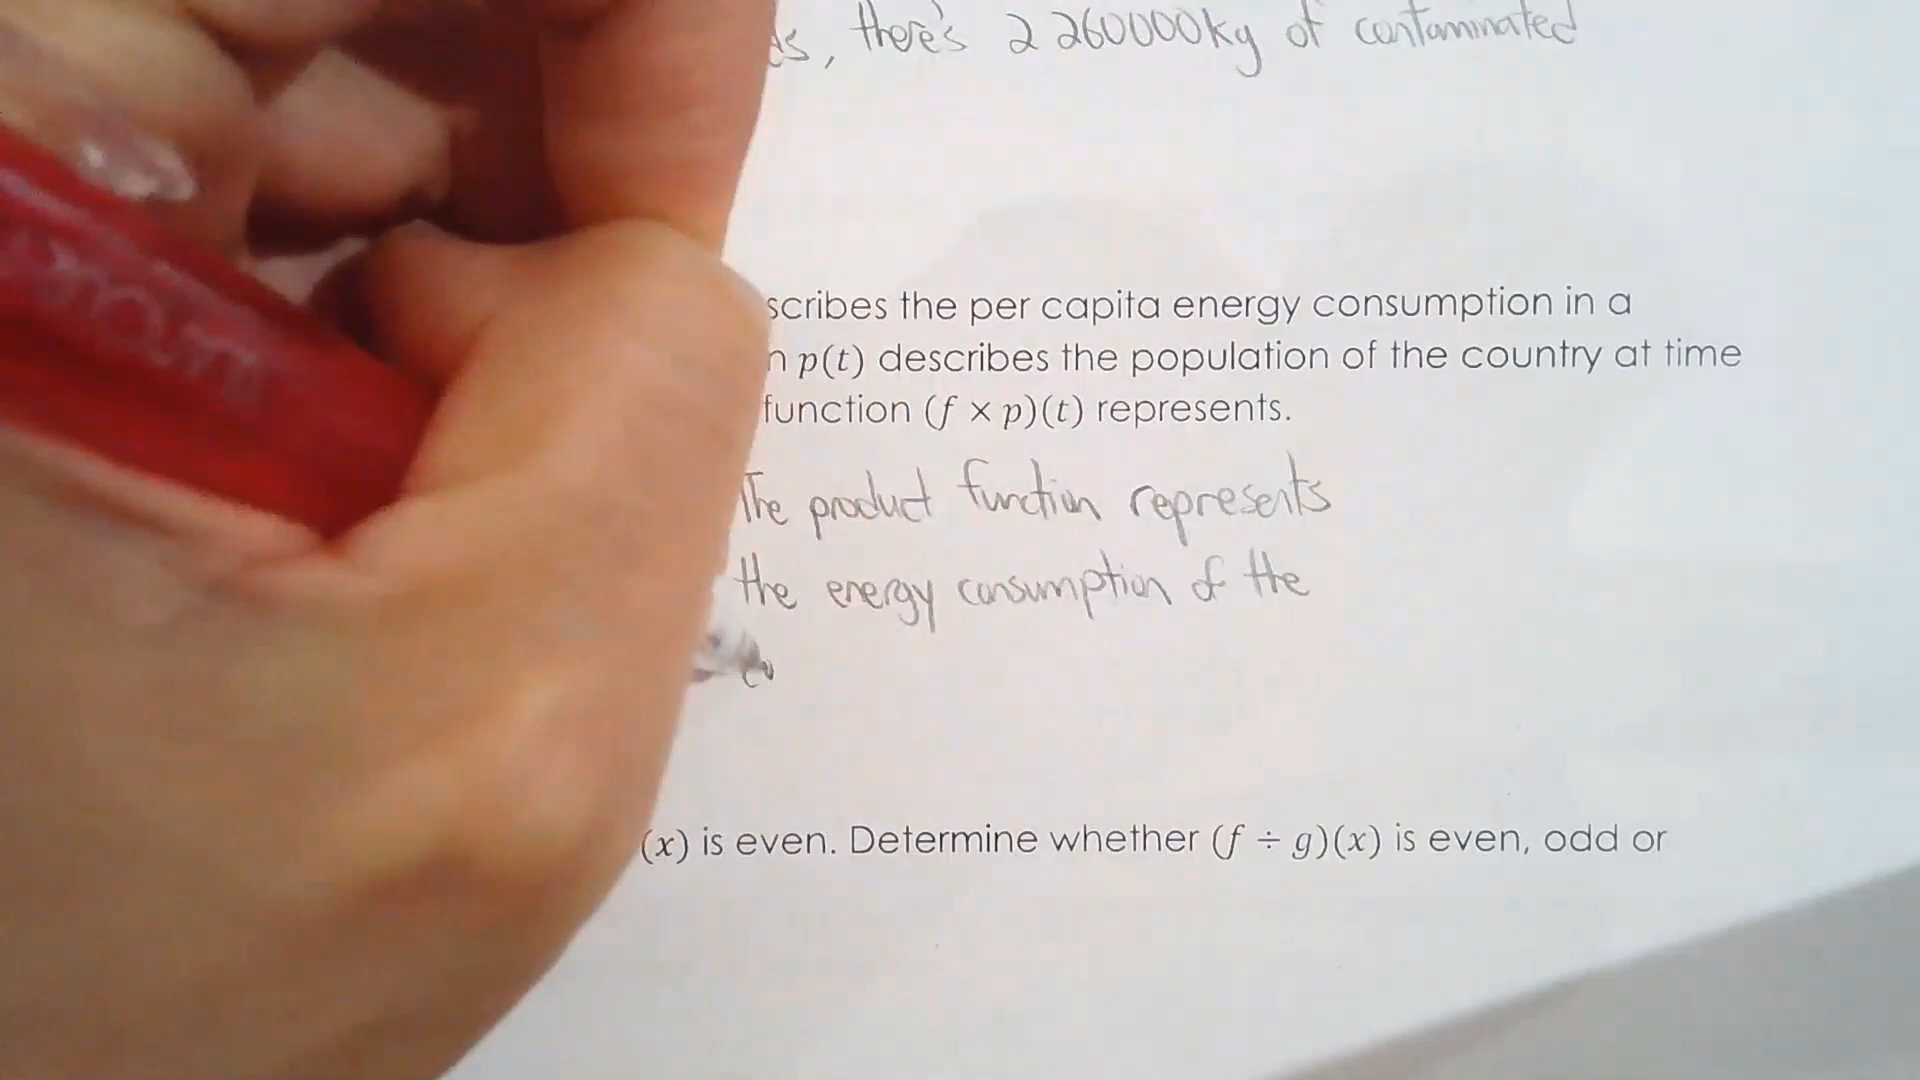 there's 2 260000kg of contaminated
scribes the per capita energy consumption in a
p(t) describes the population of the country at time
function (f × p)(t) represents.
The product function represents
the energy consumption of the
co
(x) is even. Determine whether (f ÷ g)(x) is even, odd or